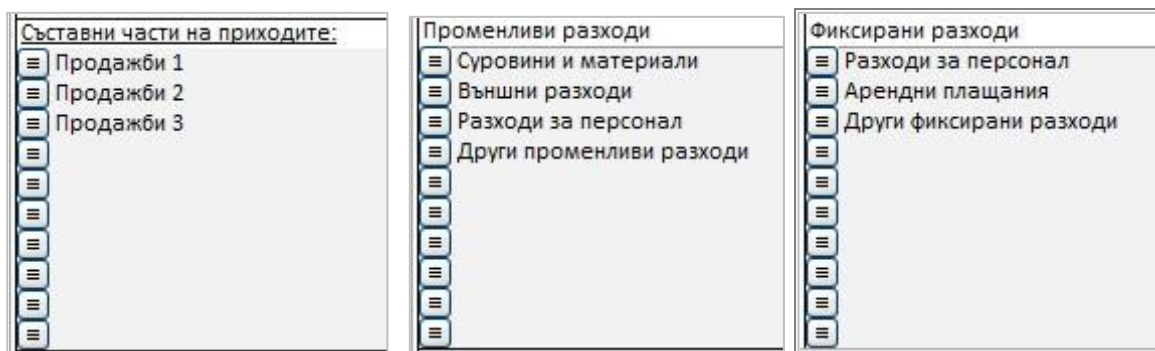 Съставни части на приходите:
Продажби 1
Продажби 2
Продажби 3
Променливи разходи
Суровини и материали
Външни разходи
Разходи за персонал
Други променливи разходи
Фиксирани разходи
Разходи за персонал
Арендни плащания
Други фиксирани разходи